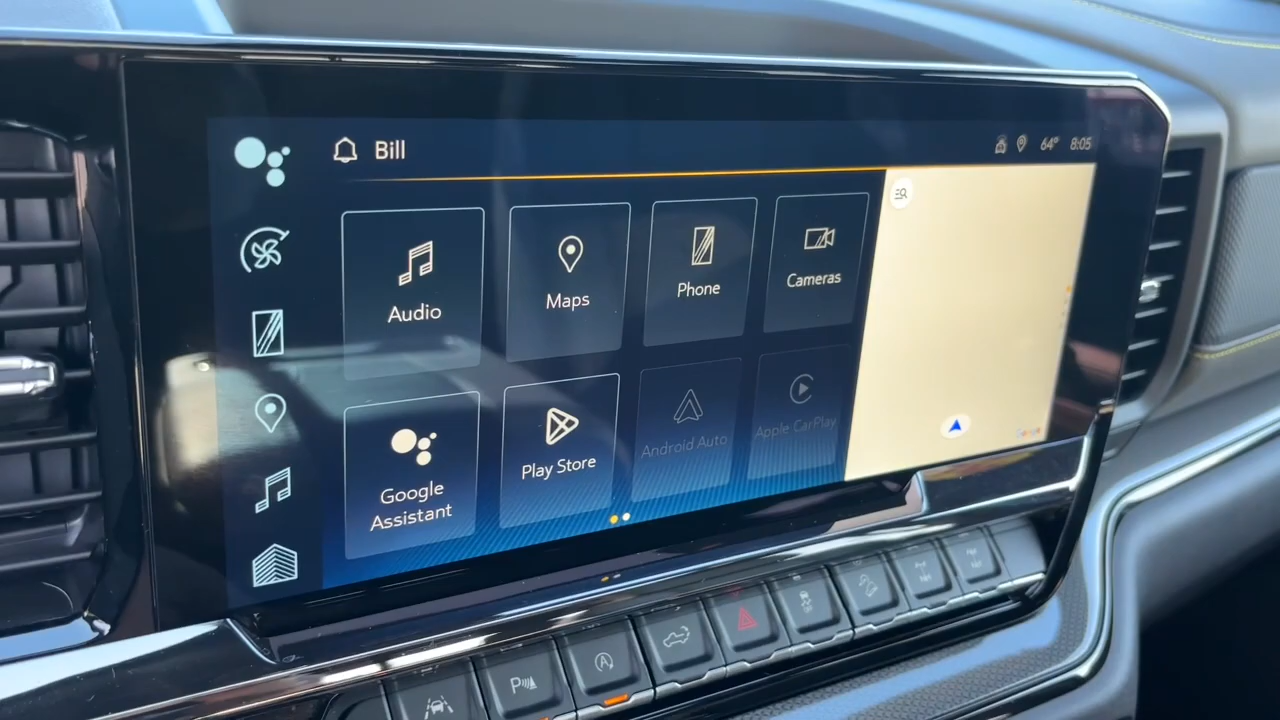 Bill
64° 8:05
Audio
Maps
Phone
Cameras
Google
Assistant
Play Store
Android Auto
Apple CarPlay
P
A